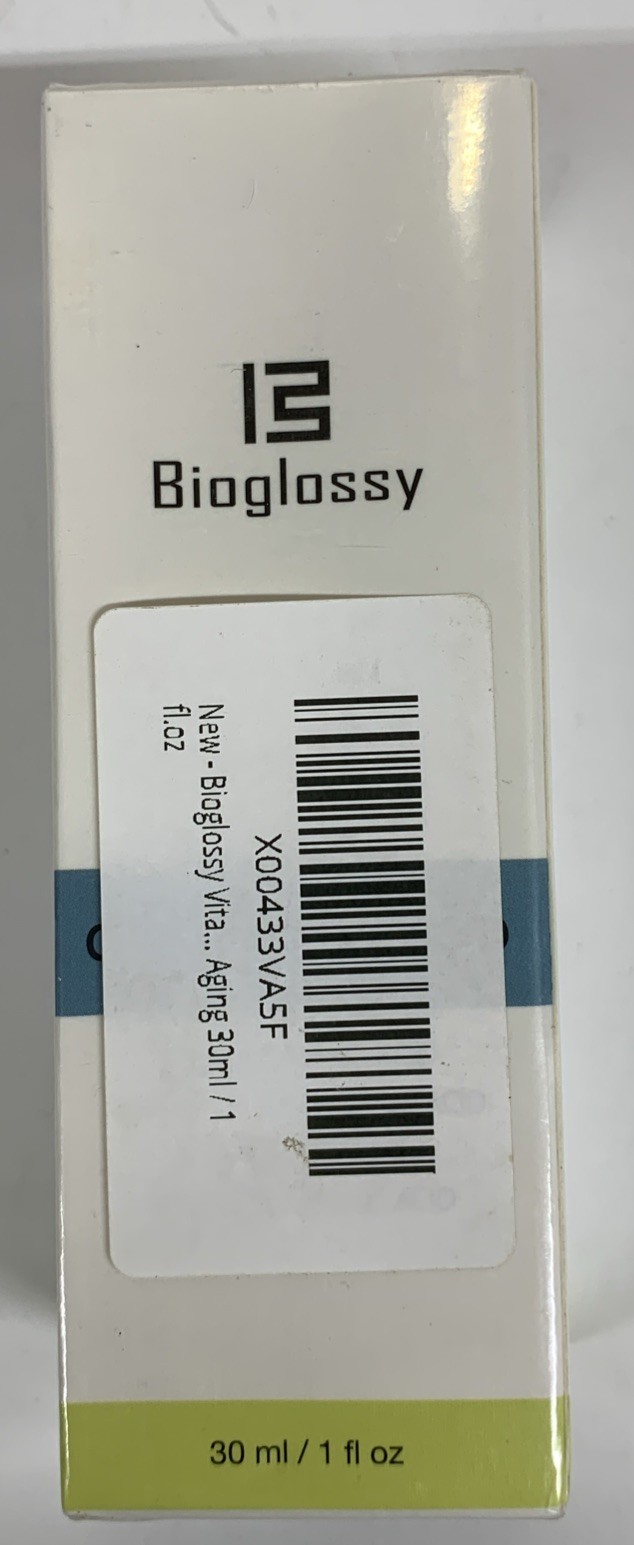 Bioglossy
X00433VA5F
New - Bioglossy Vita... Aging 30ml / 1
fl.oz
30 ml / 1 fl oz